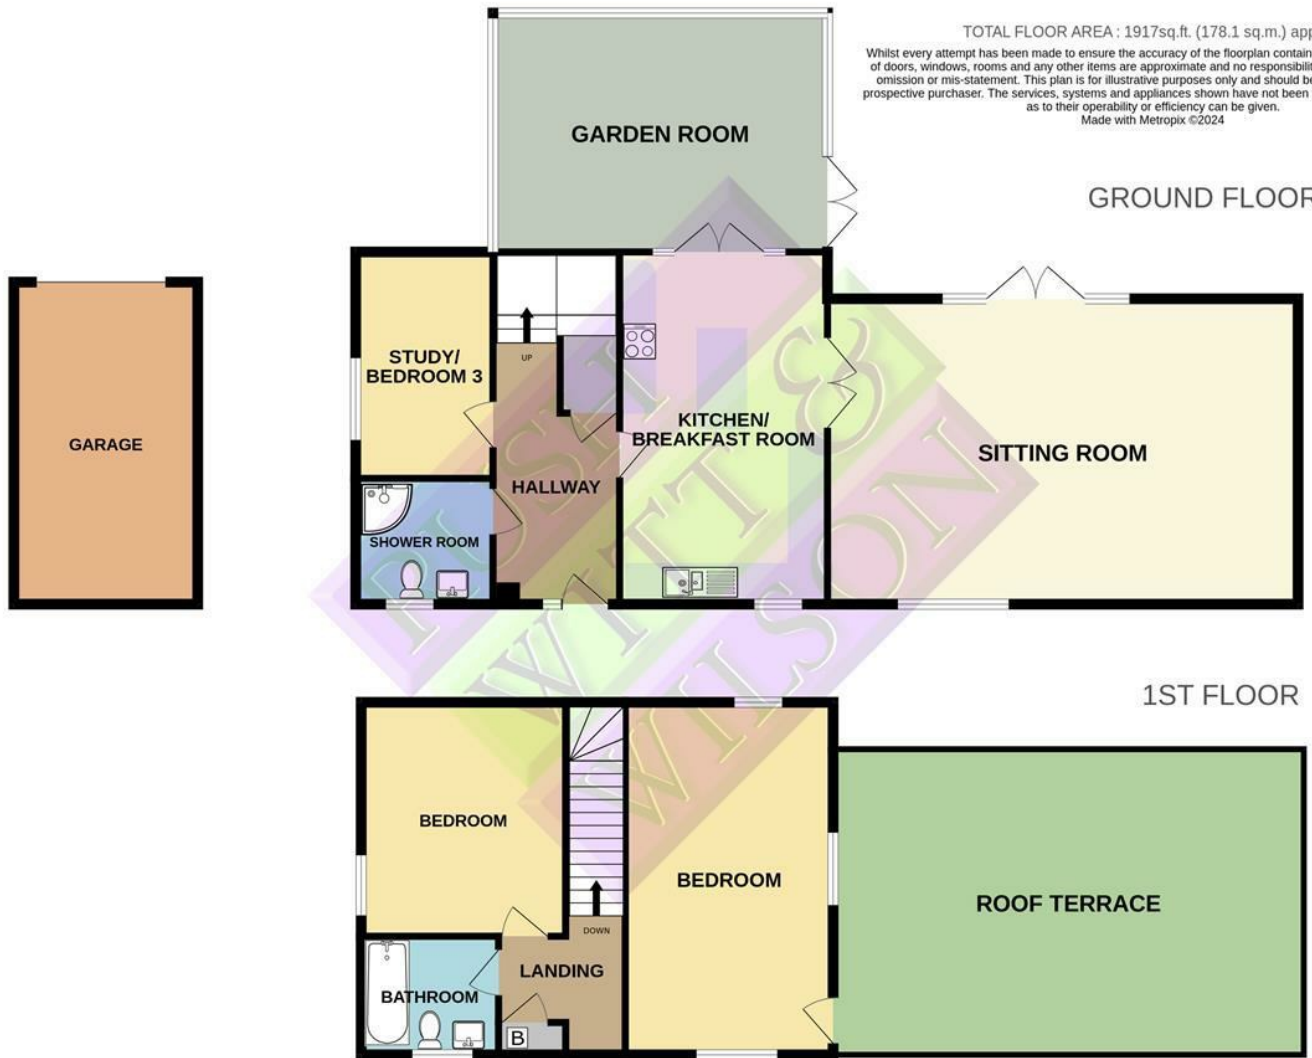 TOTAL FLOOR AREA : 1917sq.ft. (178.1 sq.m.)
Whilst every attempt has been made to ensure the accuracy of the floorplan
of doors, windows, rooms and any other items are approximate and no
omission or mis-statement. This plan is for illustrative purposes only and should
prospective purchaser. The services, systems and appliances shown have not been
as to their operability or efficiency can be given.
Made with Metropix ©2024
GARDEN ROOM
GROUND FLOOR
STUDY/
BEDROOM 3
UP
GARAGE
KITCHEN/
BREAKFAST ROOM
SITTING ROOM
HALLWAY
SHOWER ROOM
RUSH
WITT &
WILSON
1ST FLOOR
BEDROOM
BEDROOM
ROOF TERRACE
DOWN
LANDING
BATHROOM
B